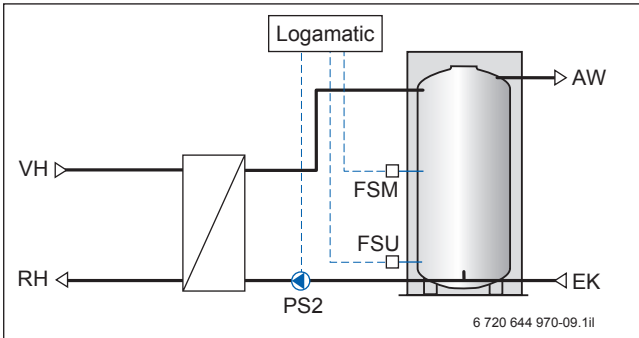 Logamatic
AW
VH
FSM
FSU
RH
PS2
EK
6 720 644 970-09.1il